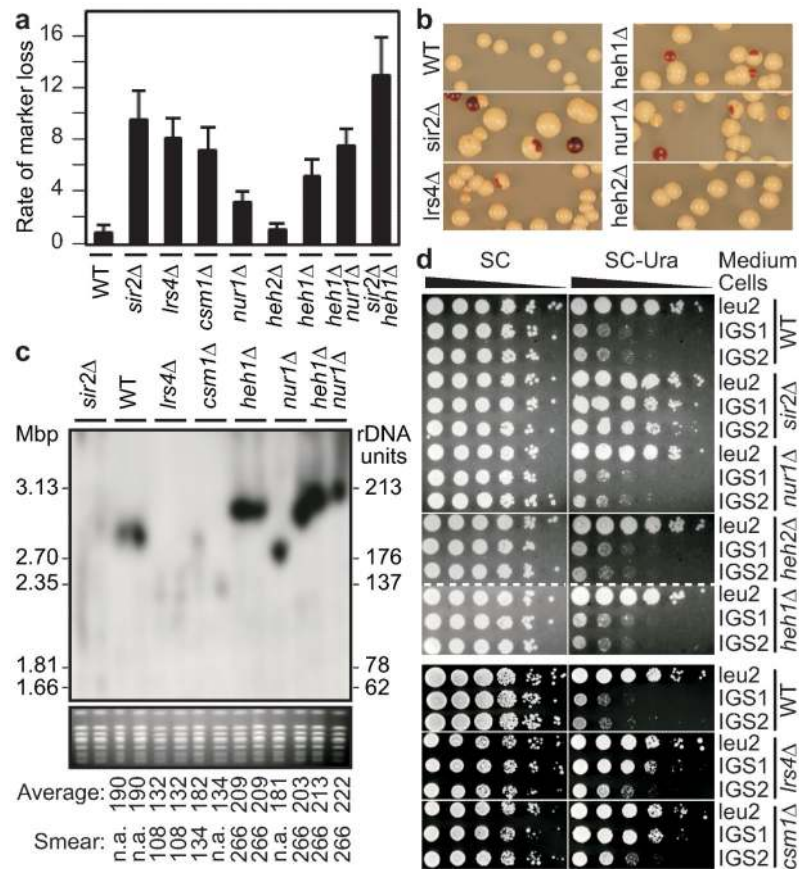 a
Rate of marker loss
16
12
8
4
0
WT
sir2Δ
lrs4Δ
csm1Δ
nur1Δ
heh2Δ
heh1Δ
heh1Δ nur1Δ
sir2Δ heh1Δ
b
WT
sir2Δ
lrs4Δ
heh1Δ
nur1Δ
heh2Δ
c
sir2Δ
WT
lrs4Δ
csm1Δ
heh1Δ
nur1Δ
heh1Δ nur1Δ
Mbp
rDNA units
3.13 213
2.70 176
2.35 137
1.81 78
1.66 62
Average: 190 190 132 132 182 134 209 209 181 203 213 222
Smear: n.a. n.a. 108 108 134 n.a. 266 266 n.a. 266 266 266
d
SC SC-Ura Medium
Cells
leu2
IGS1
IGS2
WT
leu2
IGS1
IGS2
sir2Δ
leu2
IGS1
IGS2
nur1Δ
leu2
IGS1
IGS2
heh2Δ
leu2
IGS1
IGS2
heh1Δ
leu2
IGS1
IGS2
WT
leu2
IGS1
IGS2
lrs4Δ
leu2
IGS1
IGS2
csm1Δ